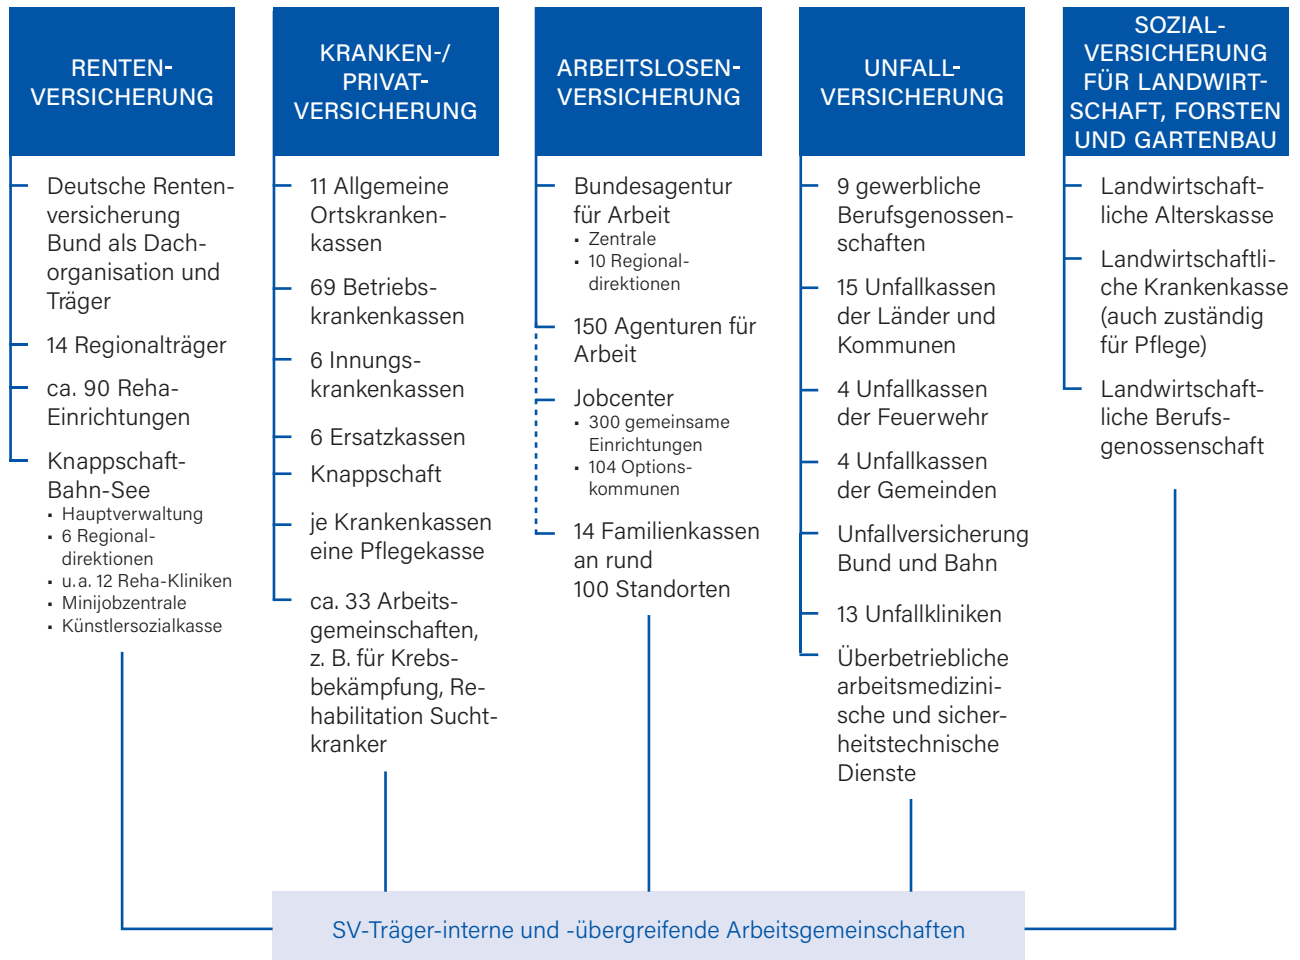 RENTEN-
VERSICHERUNG
Deutsche Renten-
versicherung
Bund als Dach-
organisation und
Träger
14 Regionalträger
ca. 90 Reha-
Einrichtungen
Knappschaft-
Bahn-See
▪ Hauptverwaltung
▪ 6 Regional-
direktionen
▪ u. a. 12 Reha-Kliniken
▪ Minijobzentrale
▪ Künstlersozialkasse
KRANKEN-/
PRIVAT-
VERSICHERUNG
11 Allgemeine
Ortskranken-
kassen
69 Betriebs-
krankenkassen
6 Innungs-
krankenkassen
6 Ersatzkassen
Knappschaft
je Krankenkassen
eine Pflegekasse
ca. 33 Arbeits-
gemeinschaften,
z. B. für Krebs-
bekämpfung, Re-
habilitation Sucht-
kranker
ARBEITSLOSEN-
VERSICHERUNG
Bundesagentur
für Arbeit
▪ Zentrale
▪ 10 Regional-
direktionen
150 Agenturen für
Arbeit
Jobcenter
▪ 300 gemeinsame
Einrichtungen
▪ 104 Options-
kommunen
14 Familienkassen
an rund
100 Standorten
UNFALL-
VERSICHERUNG
9 gewerbliche
Berufsgenossen-
schaften
15 Unfallkassen
der Länder und
Kommunen
4 Unfallkassen
der Feuerwehr
4 Unfallkassen
der Gemeinden
Unfallversicherung
Bund und Bahn
13 Unfallkliniken
Überbetriebliche
arbeitsmedizini-
sche und sicher-
heitstechnische
Dienste
SOZIAL-
VERSICHERUNG
FÜR LANDWIRT-
SCHAFT, FORSTEN
UND GARTENBAU
Landwirtschaft-
liche Alterskasse
Landwirtschaftli-
che Krankenkasse
(auch zuständig
für Pflege)
Landwirtschaft-
liche Berufs-
genossenschaft
SV-Träger-interne und -übergreifende Arbeitsgemeinschaften